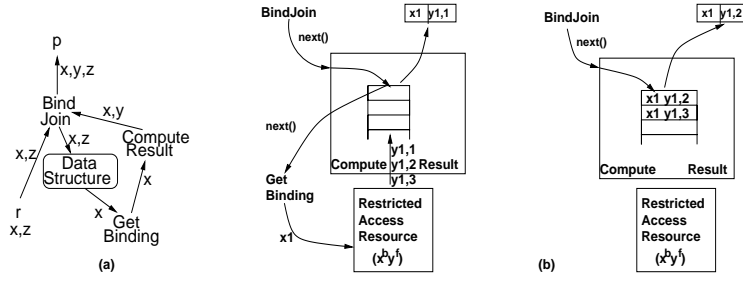 p
x,y,z
Bind
Join
x,y
x,z
Compute
Result
x,z
Data
Structure
x
x
r
x,z
Get
Binding
(a)
BindJoin
x1 y1,1
next()
next()
y1,1
Compute y1,2 Result
y1,3
Get
Binding
x1
Restricted
Access
Resource
(x^b y^f)
BindJoin
x1 y1,2
next()
x1 y1,2
x1 y1,3
Compute Result
Restricted
Access
Resource
(x^b y^f)
(b)